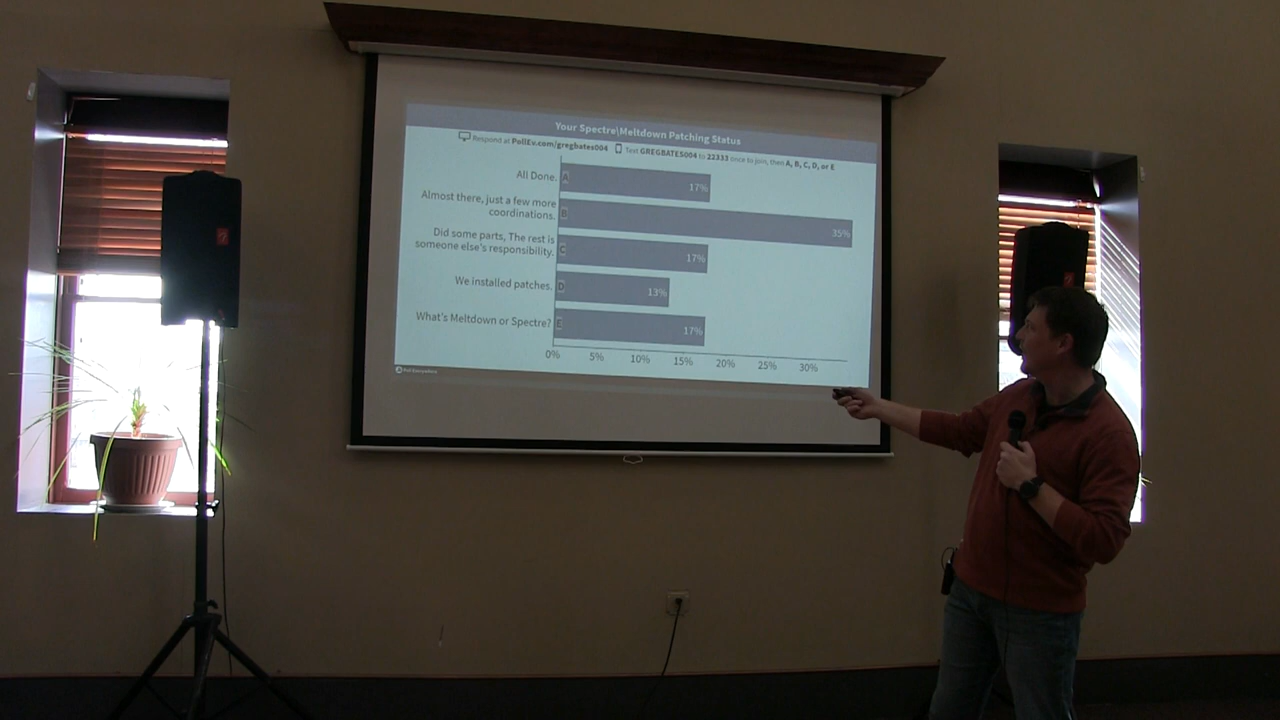 Your Spectre\Meltdown Patching Status
Respond at PollEv.com/gregbates004 Text GREGBATES004 to 22333 once to join, then A, B, C, D, or E
All Done. A 17%
Almost there, just a few more
coordinations. B 35%
Did some parts, The rest is
someone else's responsibility. C 17%
We installed patches. D 13%
What's Meltdown or Spectre? E 17%
0% 5% 10% 15% 20% 25% 30%
Poll Everywhere